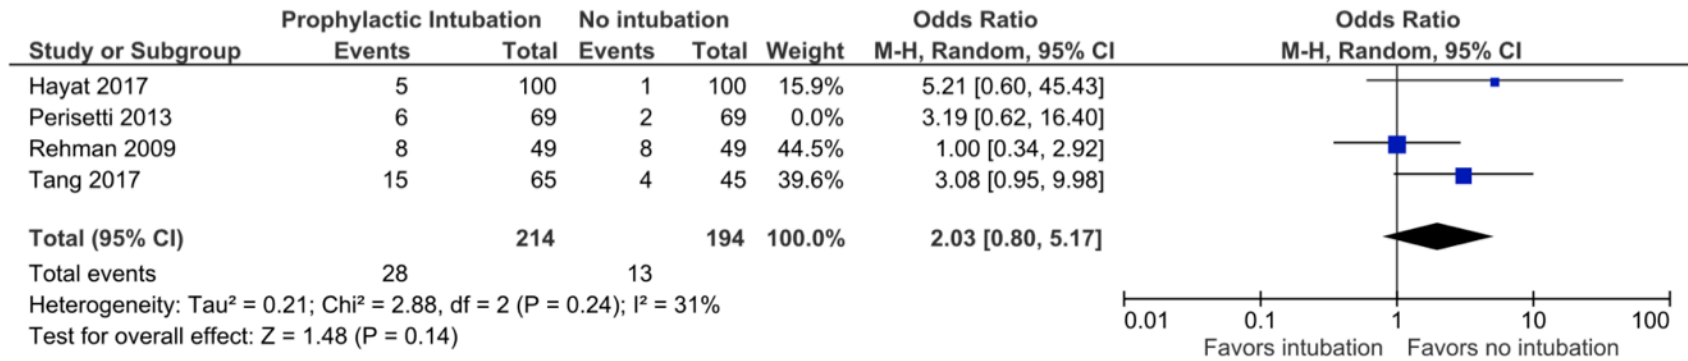 Prophylactic Intubation No intubation Odds Ratio Odds Ratio
Study or Subgroup Events Total Events Total Weight M-H, Random, 95% CI M-H, Random, 95% CI
Hayat 2017 5 100 1 100 15.9% 5.21 [0.60, 45.43]
Perisetti 2013 6 69 2 69 0.0% 3.19 [0.62, 16.40]
Rehman 2009 8 49 8 49 44.5% 1.00 [0.34, 2.92]
Tang 2017 15 65 4 45 39.6% 3.08 [0.95, 9.98]
Total (95% CI) 214 194 100.0% 2.03 [0.80, 5.17]
Total events 28 13
Heterogeneity: Tau² = 0.21; Chi² = 2.88, df = 2 (P = 0.24); I² = 31%
Test for overall effect: Z = 1.48 (P = 0.14)
0.01 0.1 1 10 100
Favors intubation Favors no intubation